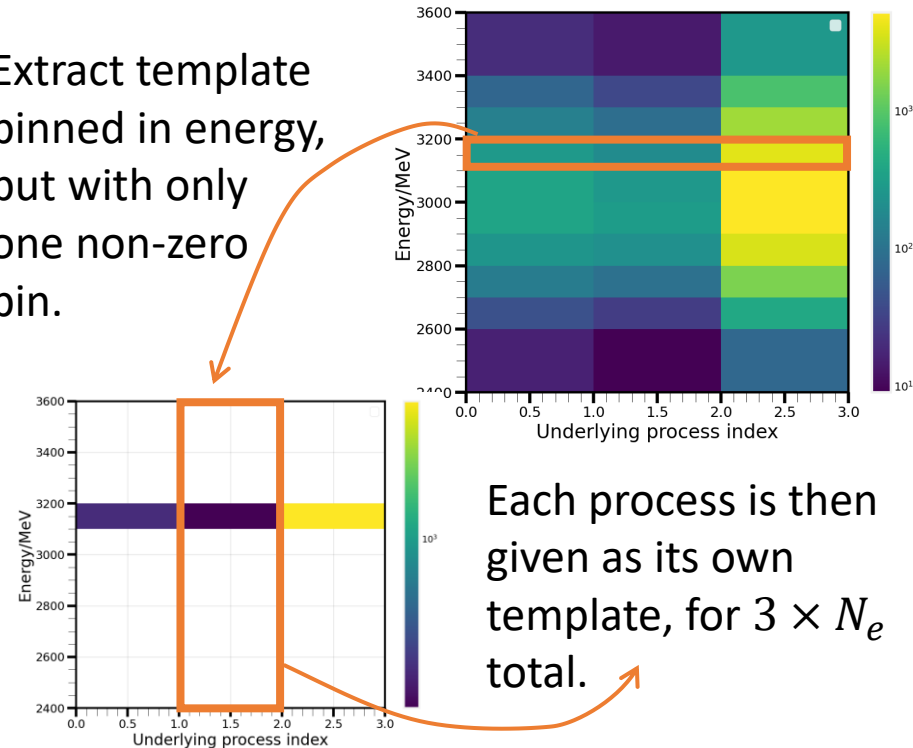 Extract template
binned in energy,
but with only
one non-zero
bin.
3600
3400
3200
3000
2800
2600
2400
Energy/MeV
0.0 0.5 1.0 1.5 2.0 2.5 3.0
Underlying process index
10³
10²
10¹
3600
3400
3200
3000
2800
2600
2400
Energy/MeV
0.0 0.5 1.0 1.5 2.0 2.5 3.0
Underlying process index
10³
Each process is then
given as its own
template, for 3 × Nₑ
total.